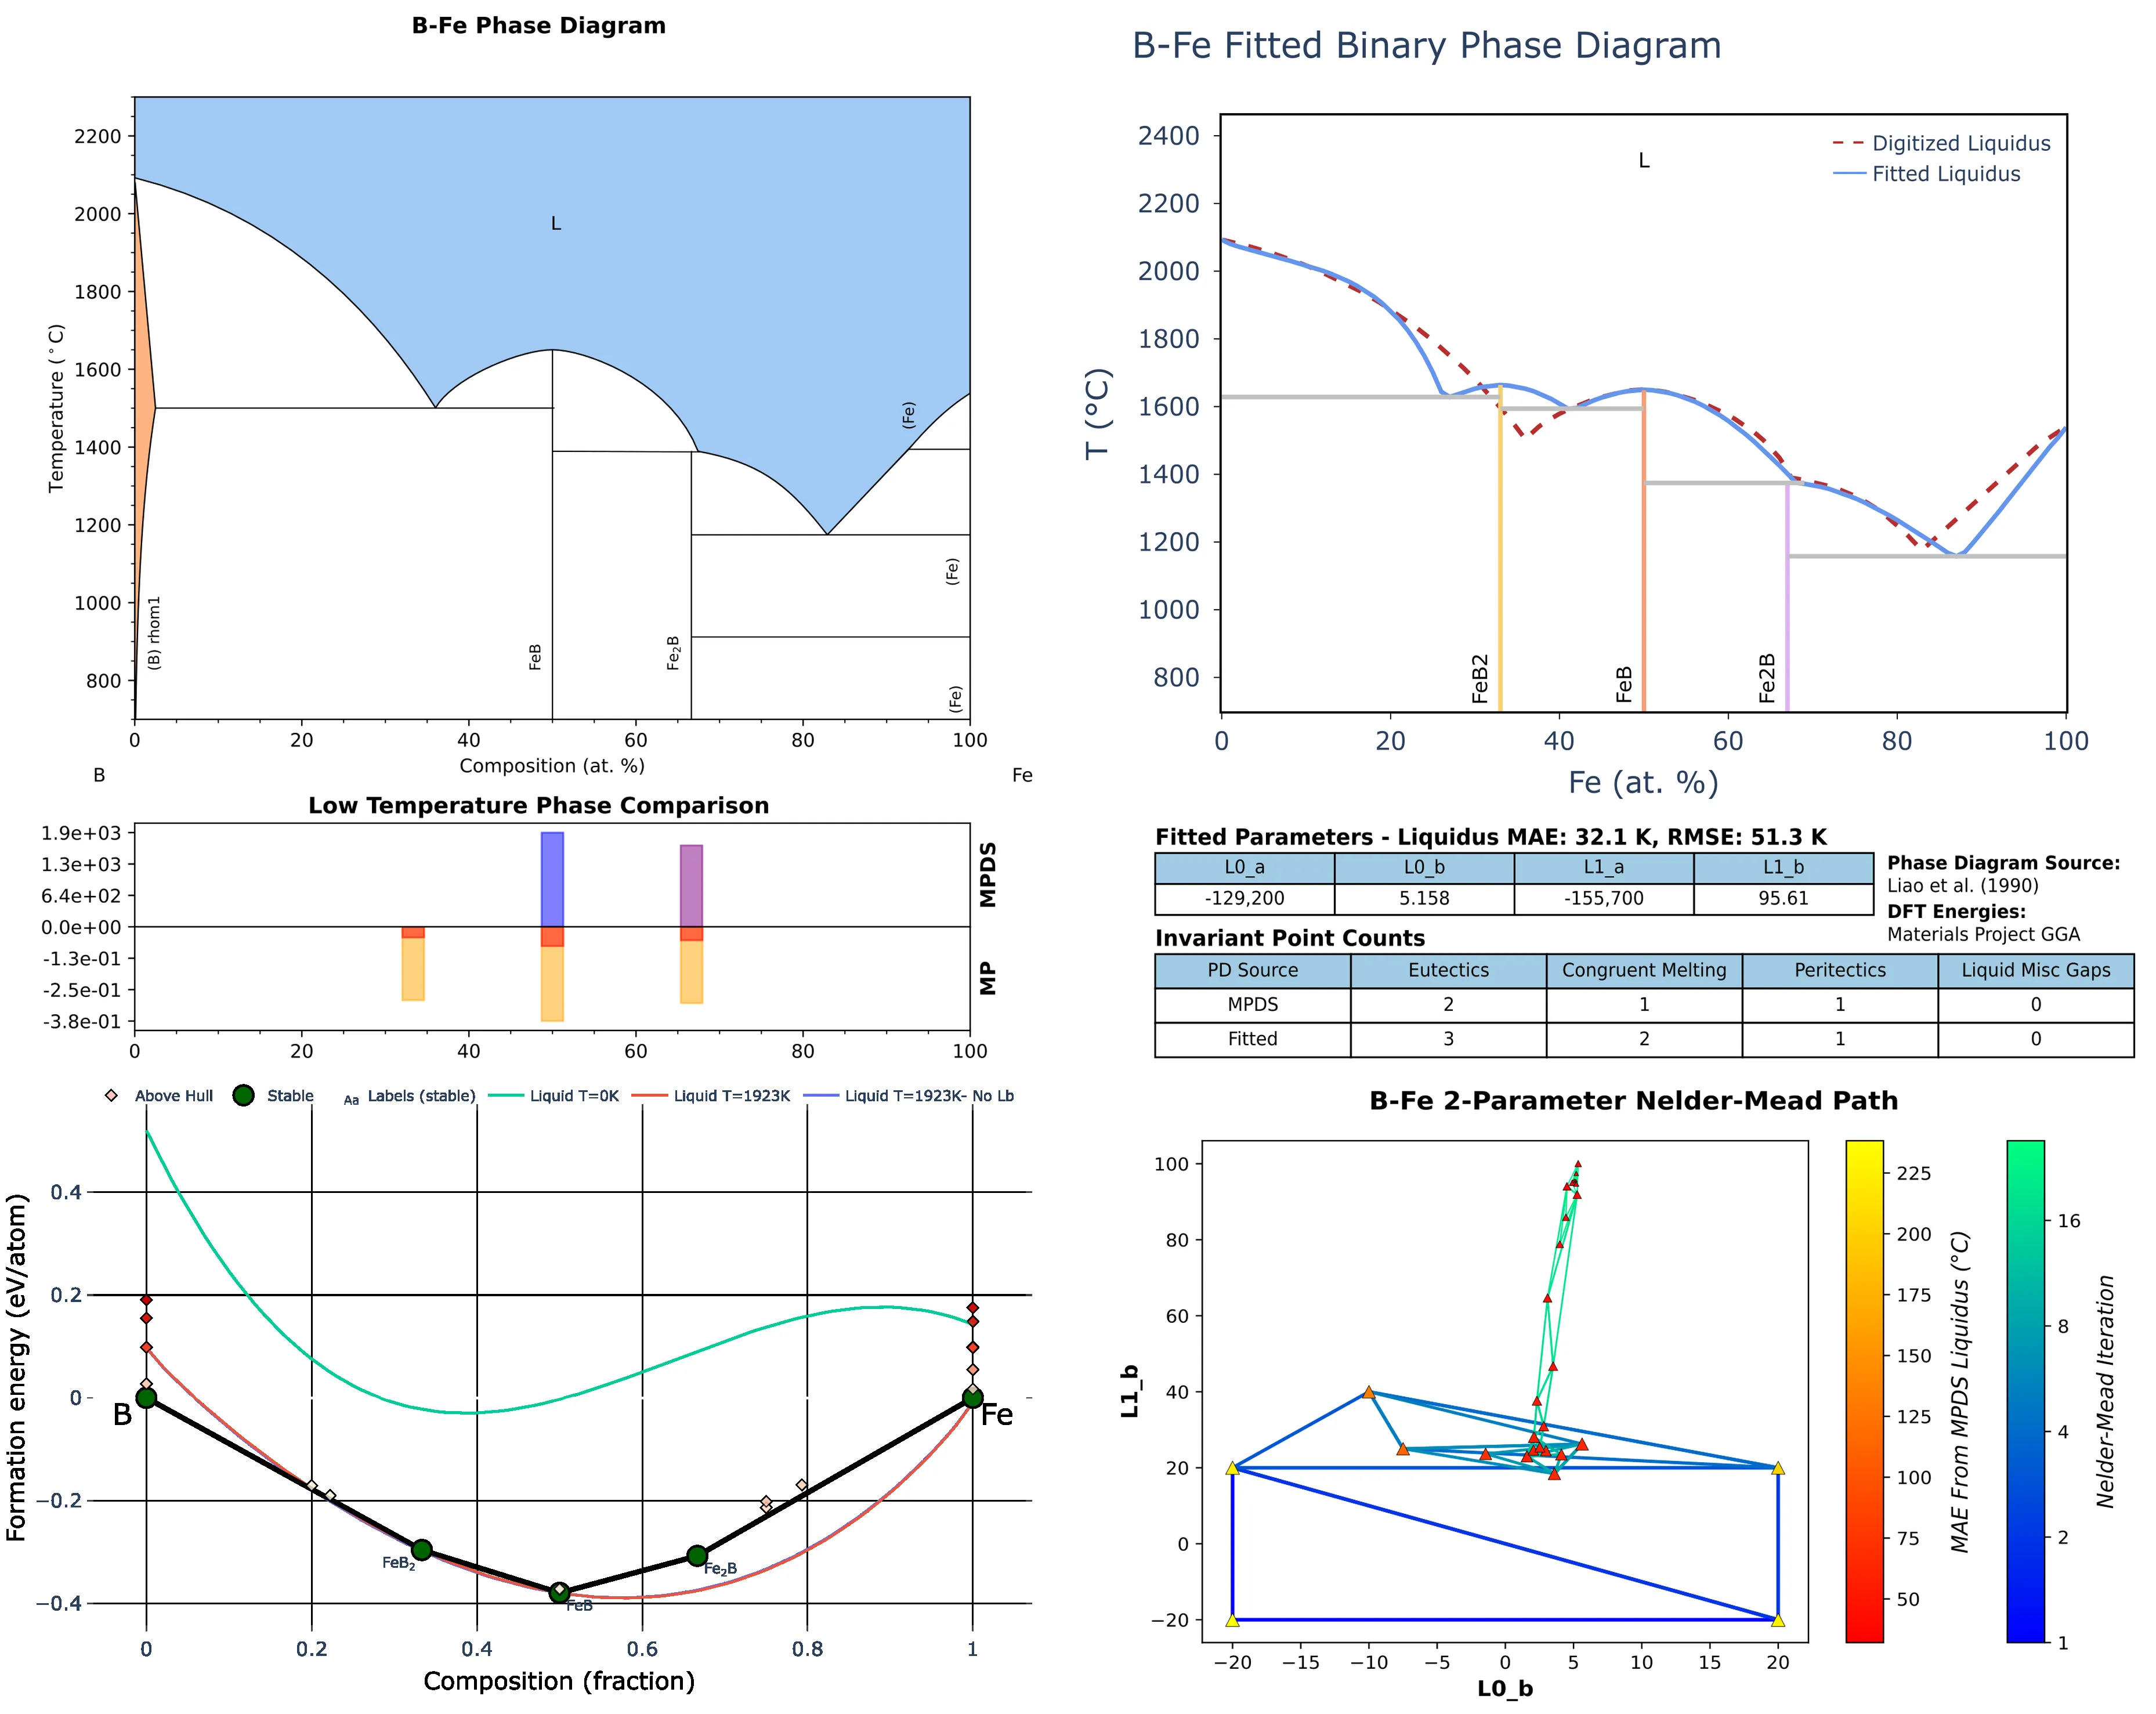 B-Fe Phase Diagram
2200
2000
1800
1600
1400
1200
1000
800
Temperature (°C)
L
(B) rhom1
FeB
Fe₂B
(Fe)
(Fe)
(Fe)
0 20 40 60 80 100
Composition (at. %)
B Fe
B-Fe Fitted Binary Phase Diagram
2400
2200
2000
1800
1600
1400
1200
1000
800
T (°C)
L
Digitized Liquidus
Fitted Liquidus
FeB2
FeB
Fe2B
0 20 40 60 80 100
Fe (at. %)
Low Temperature Phase Comparison
1.9e+03
1.3e+03
6.4e+02
0.0e+00
-1.3e-01
-2.5e-01
-3.8e-01
MPDS
MP
0 20 40 60 80 100
Fitted Parameters - Liquidus MAE: 32.1 K, RMSE: 51.3 K
L0_a L0_b L1_a L1_b
-129,200 5.158 -155,700 95.61
Phase Diagram Source:
Liao et al. (1990)
DFT Energies:
Materials Project GGA
Invariant Point Counts
PD Source Eutectics Congruent Melting Peritectics Liquid Misc Gaps
MPDS 2 1 1 0
Fitted 3 2 1 0
Above Hull Stable Aa Labels (stable) Liquid T=0K Liquid T=1923K Liquid T=1923K- No Lb
0.4
0.2
0
−0.2
−0.4
Formation energy (eV/atom)
B
Fe
FeB₂
FeB
Fe₂B
0 0.2 0.4 0.6 0.8 1
Composition (fraction)
B-Fe 2-Parameter Nelder-Mead Path
100
80
60
40
20
0
−20
L1_b
−20 −15 −10 −5 0 5 10 15 20
L0_b
225
200
175
150
125
100
75
50
MAE From MPDS Liquidus (°C)
16
8
4
2
1
Nelder-Mead Iteration